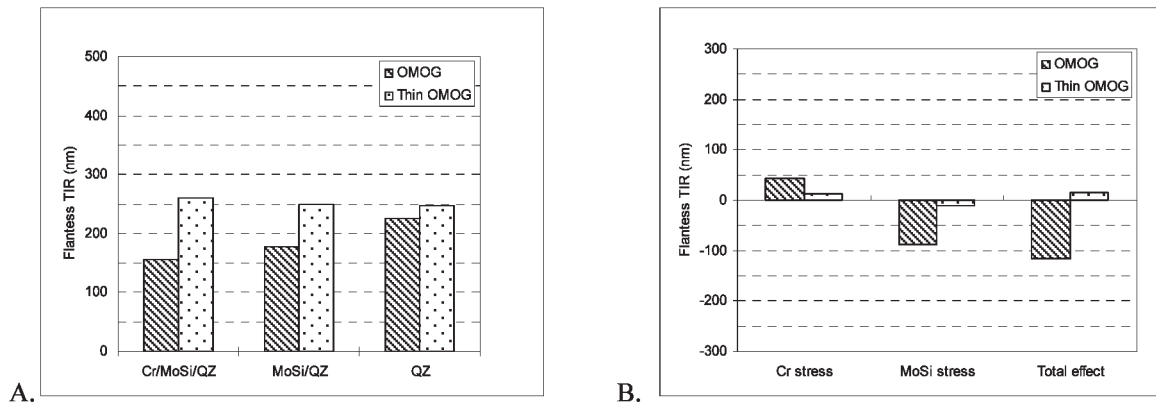 500
400
300
200
100
0
Flantess TIR (nm)
OMOG
Thin OMOG
Cr/MoSi/QZ MoSi/QZ QZ
A.
300
200
100
0
-100
-200
-300
Flantess TIR (nm)
OMOG
Thin OMOG
Cr stress MoSi stress Total effect
B.